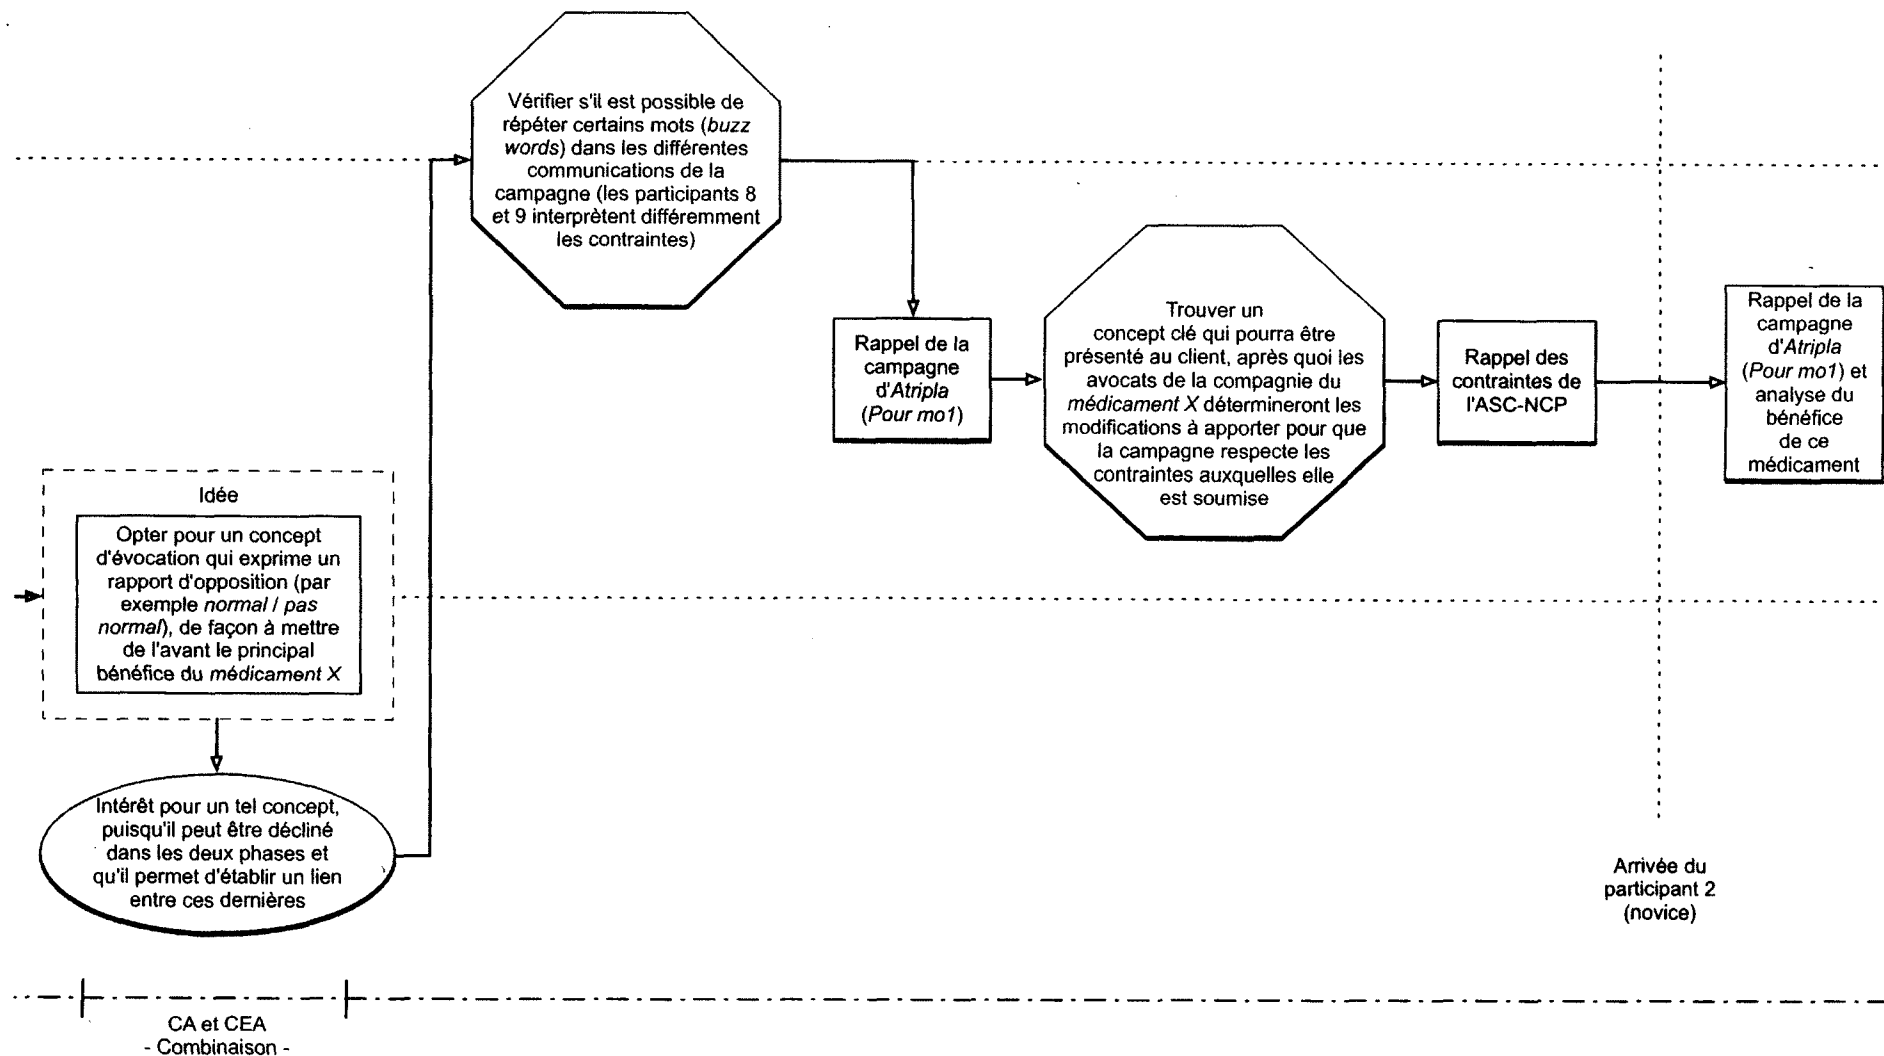 Vérifier s'il est possible de
répéter certains mots (buzz
words) dans les différentes
communications de la
campagne (les participants 8
et 9 interprètent différemment
les contraintes)
Rappel de la
campagne
d'Atripla
(Pour mo1)
Trouver un
concept clé qui pourra être
présenté au client, après quoi les
avocats de la compagnie du
médicament X détermineront les
modifications à apporter pour que
la campagne respecte les
contraintes auxquelles elle
est soumise
Rappel des
contraintes de
l'ASC-NCP
Rappel de la
campagne
d'Atripla
(Pour mo1) et
analyse du
bénéfice
de ce
médicament
Idée
Opter pour un concept
d'évocation qui exprime un
rapport d'opposition (par
exemple normal / pas
normal), de façon à mettre
de l'avant le principal
bénéfice du médicament X
Intérêt pour un tel concept,
puisqu'il peut être décliné
dans les deux phases et
qu'il permet d'établir un lien
entre ces dernières
Arrivée du
participant 2
(novice)
CA et CEA
- Combinaison -